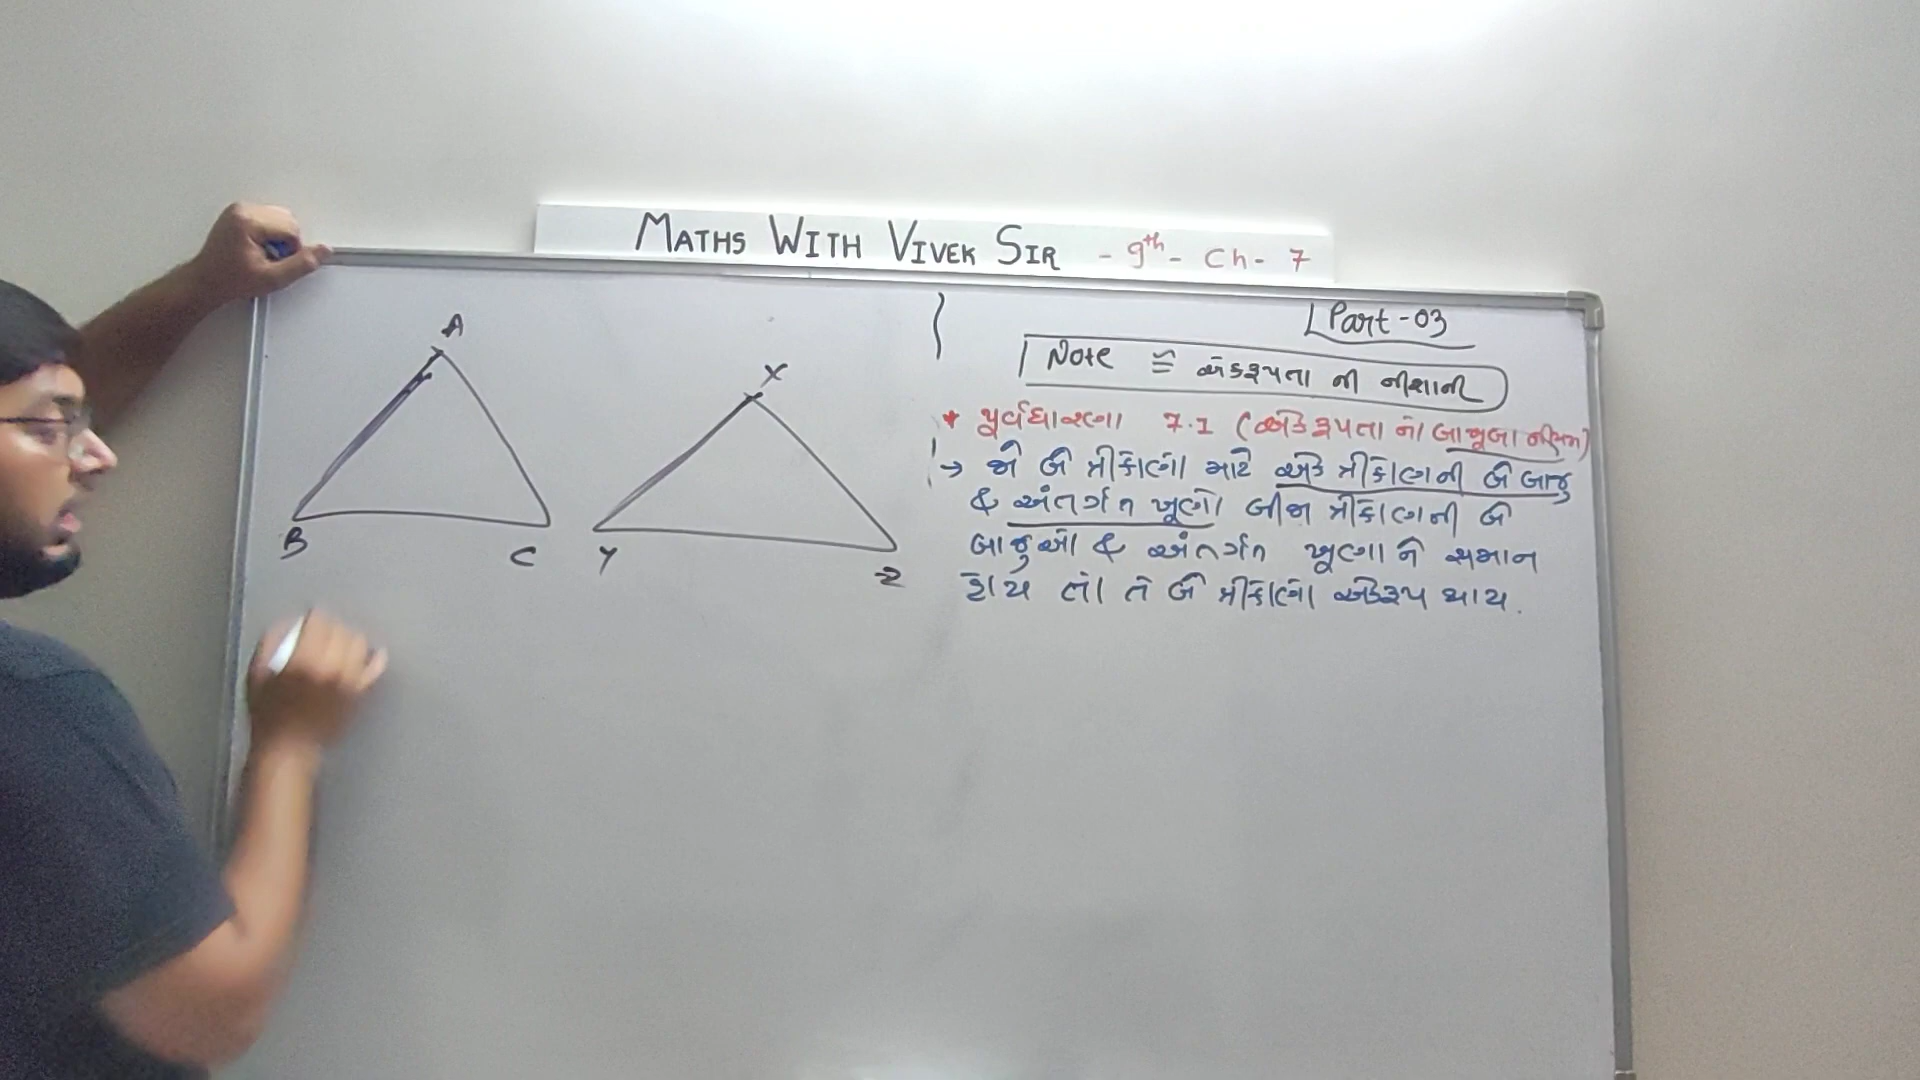 MATHS WITH VIVEK SIR - 9th - Ch - 7
Part - 03
Note ≅ એકરૂપતા ની નીશાની
* પૂર્વધારણા 7.1 (એકરૂપતા નો બાખૂબા નિયમ)
→ જો બે ત્રીકોણો માટે એક ત્રીકોણની બે બાજુ
& અંતર્ગત ખૂણો બીજા ત્રીકોણની બે
બાજુઓ & અંતર્ગત ખૂણા ને સમાન
હોય તો તે બે ત્રીકોણો એકરૂપ થાય.
A
X
B
C
Y
Z